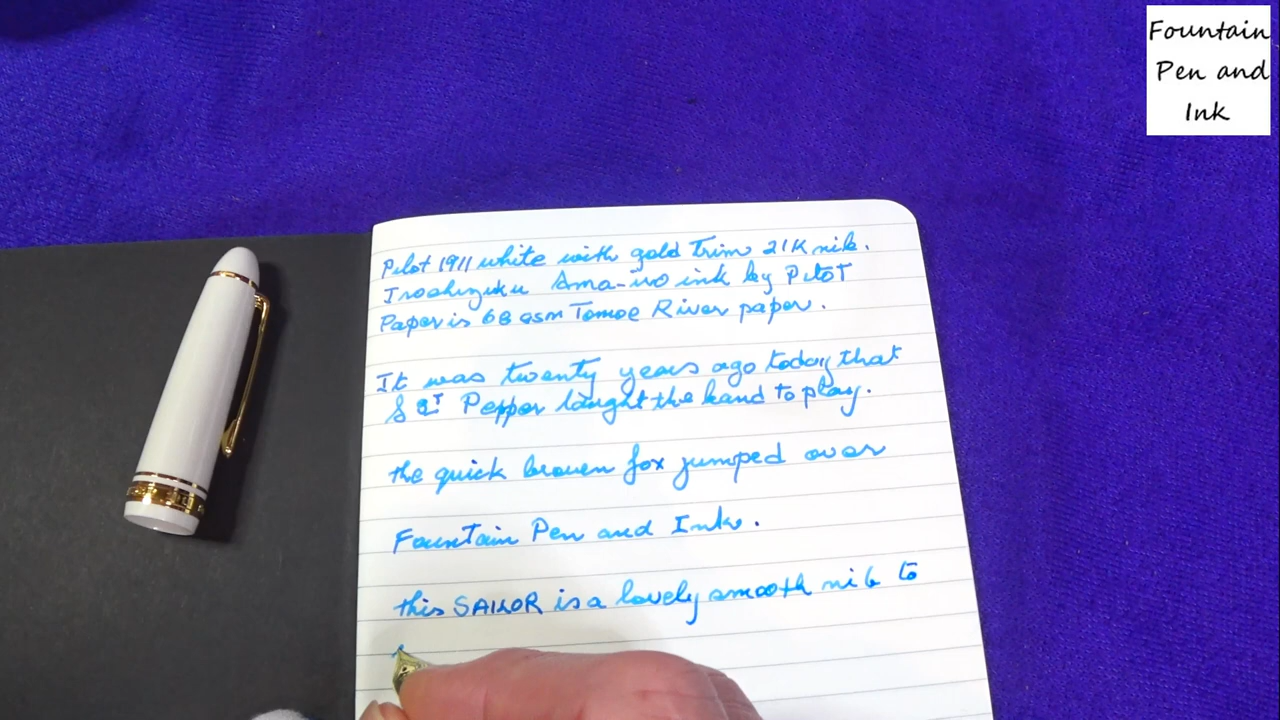 Fountain
Pen and
Ink
Pilot 1911 white with gold Trim 21K nib.
Iroshizuku Ama-iro ink by Pilot
Paper is 68 gsm Tomoe River paper.
It was twenty years ago today that
Sgt Pepper taught the band to play.
the quick brown fox jumped over
Fountain Pen and Ink.
this SAILOR is a lovely smooth nib to